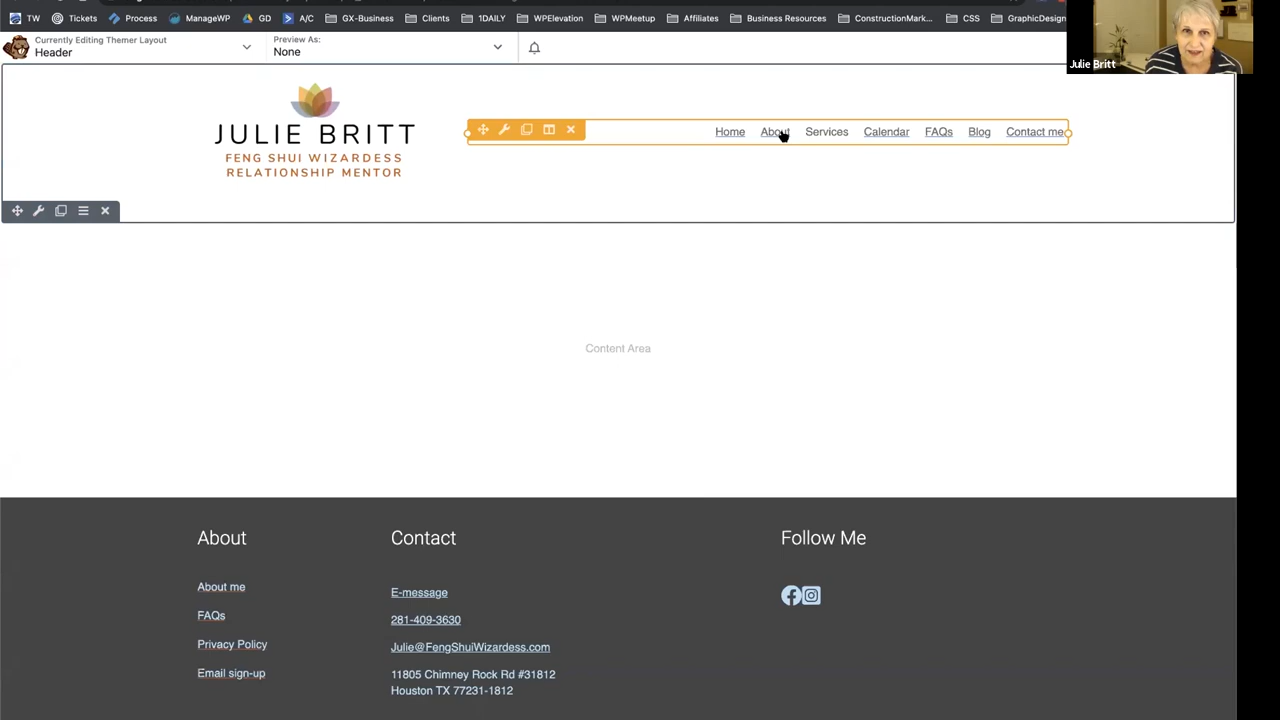 TW Tickets Process ManageWP GD A/C GX-Business Clients 1DAILY WPElevation WPMeetup Affiliates Business Resources ConstructionMark... CSS GraphicDesign
Julie Britt
Currently Editing Themer Layout
Header
Preview As:
None
JULIE BRITT
FENG SHUI WIZARDESS
RELATIONSHIP MENTOR
Home About Services Calendar FAQs Blog Contact me
Content Area
About
About me
FAQs
Privacy Policy
Email sign-up
Contact
E-message
281-409-3630
Julie@FengShuiWizardess.com
11805 Chimney Rock Rd #31812
Houston TX 77231-1812
Follow Me